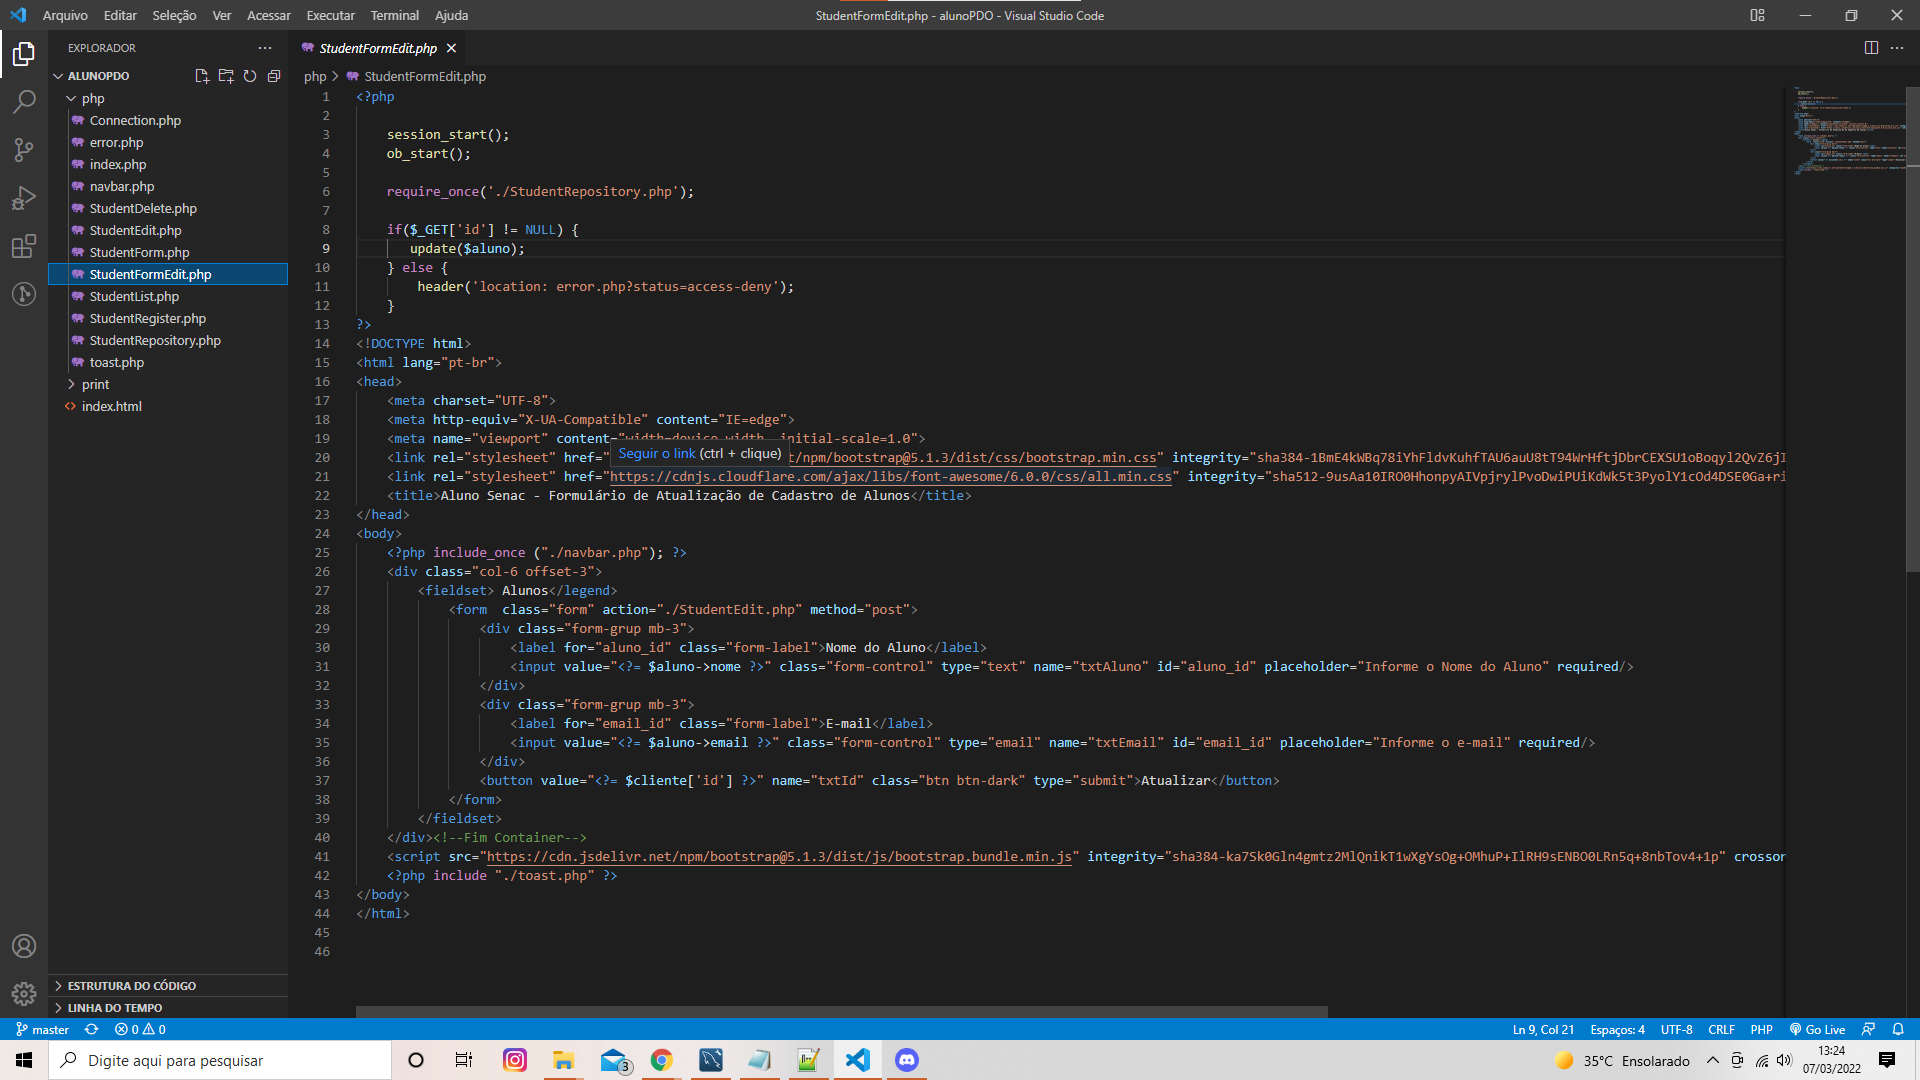 Arquivo Editar Seleção Ver Acessar Executar Terminal Ajuda
StudentFormEdit.php - alunoPDO - Visual Studio Code
EXPLORADOR
ALUNOPDO
php
Connection.php
error.php
index.php
navbar.php
StudentDelete.php
StudentEdit.php
StudentForm.php
StudentFormEdit.php
StudentList.php
StudentRegister.php
StudentRepository.php
toast.php
print
index.html
ESTRUTURA DO CÓDIGO
LINHA DO TEMPO
StudentFormEdit.php
php > StudentFormEdit.php
1 <?php
2
3 session_start();
4 ob_start();
5
6 require_once('./StudentRepository.php');
7
8 if($_GET['id'] != NULL) {
9 update($aluno);
10 } else {
11 header('location: error.php?status=access-deny');
12 }
13 ?>
14 <!DOCTYPE html>
15 <html lang="pt-br">
16 <head>
17 <meta charset="UTF-8">
18 <meta http-equiv="X-UA-Compatible" content="IE=edge">
19 <meta name="viewport" content="width=device-width, initial-scale=1.0">
Seguir o link (ctrl + clique)
20 <link rel="stylesheet" href="t/npm/bootstrap@5.1.3/dist/css/bootstrap.min.css" integrity="sha384-1BmE4kWBq78iYhFldvKuhfTAU6auU8tT94WrHftjDbrCEXSU1oBoqyl2QvZ6jI
21 <link rel="stylesheet" href="https://cdnjs.cloudflare.com/ajax/libs/font-awesome/6.0.0/css/all.min.css" integrity="sha512-9usAa10IRO0HhonpyAIVpjrylPvoDwiPUiKdWk5t3PyolY1cOd4DSE0Ga+ri
22 <title>Aluno Senac - Formulário de Atualização de Cadastro de Alunos</title>
23 </head>
24 <body>
25 <?php include_once ("./navbar.php"); ?>
26 <div class="col-6 offset-3">
27 <fieldset> Alunos</legend>
28 <form  class="form" action="./StudentEdit.php" method="post">
29 <div class="form-grup mb-3">
30 <label for="aluno_id" class="form-label">Nome do Aluno</label>
31 <input value="<?= $aluno->nome ?>" class="form-control" type="text" name="txtAluno" id="aluno_id" placeholder="Informe o Nome do Aluno" required/>
32 </div>
33 <div class="form-grup mb-3">
34 <label for="email_id" class="form-label">E-mail</label>
35 <input value="<?= $aluno->email ?>" class="form-control" type="email" name="txtEmail" id="email_id" placeholder="Informe o e-mail" required/>
36 </div>
37 <button value="<?= $cliente['id'] ?>" name="txtId" class="btn btn-dark" type="submit">Atualizar</button>
38 </form>
39 </fieldset>
40 </div><!--Fim Container-->
41 <script src="https://cdn.jsdelivr.net/npm/bootstrap@5.1.3/dist/js/bootstrap.bundle.min.js" integrity="sha384-ka7Sk0Gln4gmtz2MlQnikT1wXgYsOg+OMhuP+IlRH9sENBO0LRn5q+8nbTov4+1p" crossor
42 <?php include "./toast.php" ?>
43 </body>
44 </html>
45
46
master 0 0 Ln 9, Col 21 Espaços: 4 UTF-8 CRLF PHP Go Live
Digite aqui para pesquisar 3 35°C Ensolarado 13:24
07/03/2022